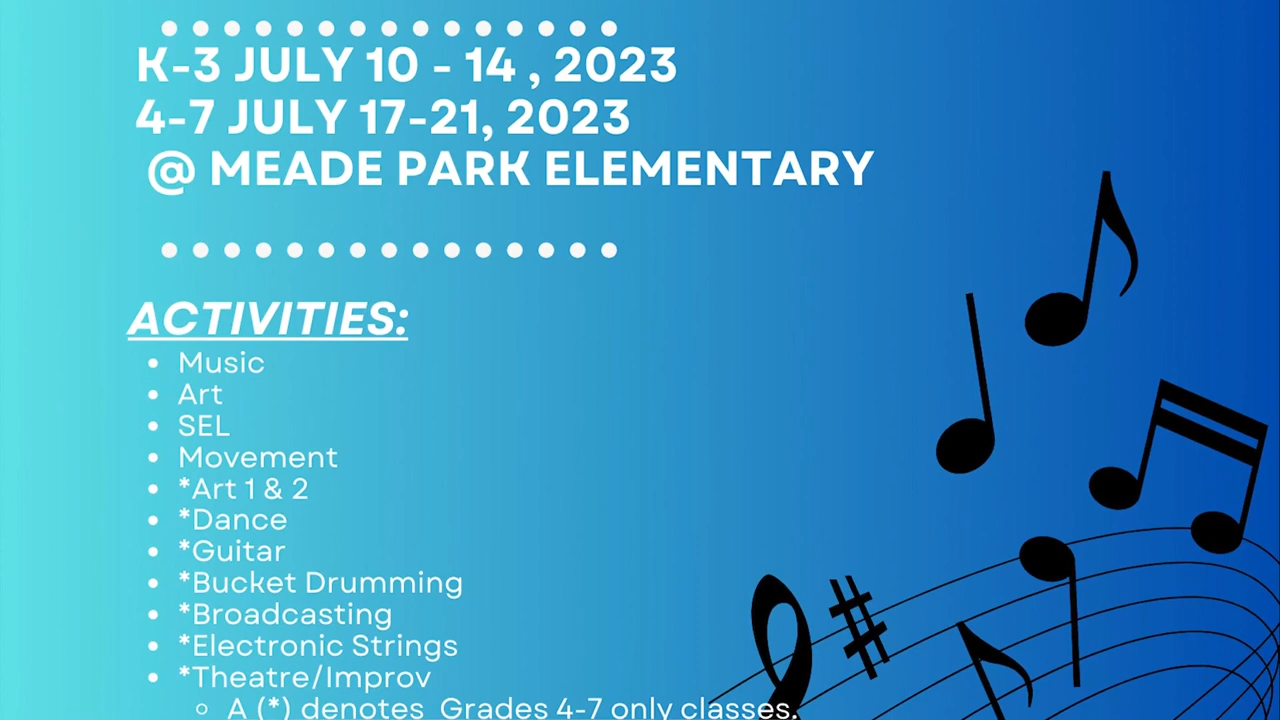 K-3 JULY 10 - 14 , 2023
4-7 JULY 17-21, 2023
@ MEADE PARK ELEMENTARY
ACTIVITIES:
• Music
• Art
• SEL
• Movement
• *Art 1 & 2
• *Dance
• *Guitar
• *Bucket Drumming
• *Broadcasting
• *Electronic Strings
• *Theatre/Improv
◦ A (*) denotes Grades 4-7 only classes.